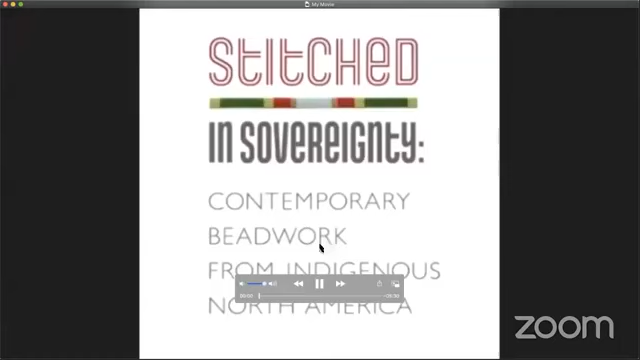 My Movie
STITCHED
IN SOVEREIGNTY:
CONTEMPORARY
BEADWORK
FROM INDIGENOUS
NORTH AMERICA
zoom